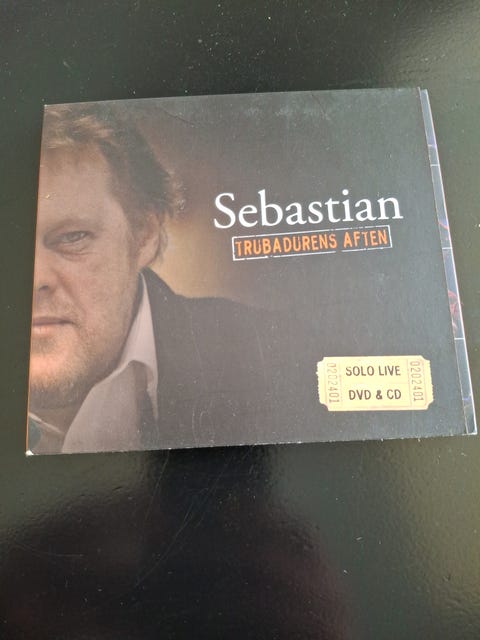 Sebastian
TRUBADURENS AFTEN
0202401
SOLO LIVE
DVD & CD
0202401